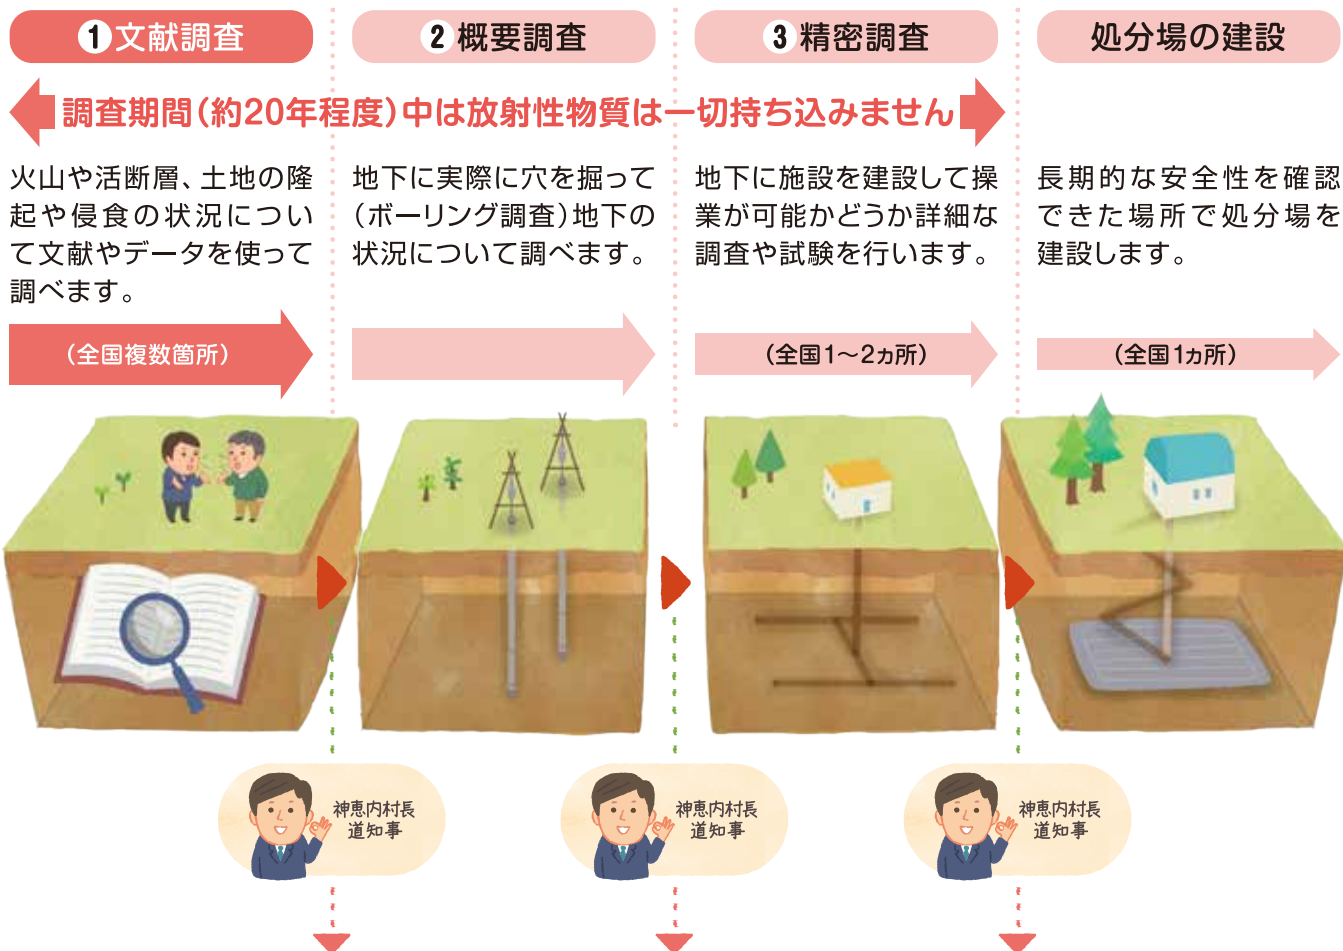 1 文献調査
2 概要調査
3 精密調査
処分場の建設
調査期間(約20年程度)中は放射性物質は一切持ち込みません
火山や活断層、土地の隆
起や侵食の状況につい
て文献やデータを使って
調べます。
地下に実際に穴を掘って
(ボーリング調査)地下の
状況について調べます。
地下に施設を建設して操
業が可能かどうか詳細な
調査や試験を行います。
長期的な安全性を確認
できた場所で処分場を
建設します。
(全国複数箇所)
(全国1〜2ヵ所)
(全国1ヵ所)
神恵内村長
道知事
神恵内村長
道知事
神恵内村長
道知事